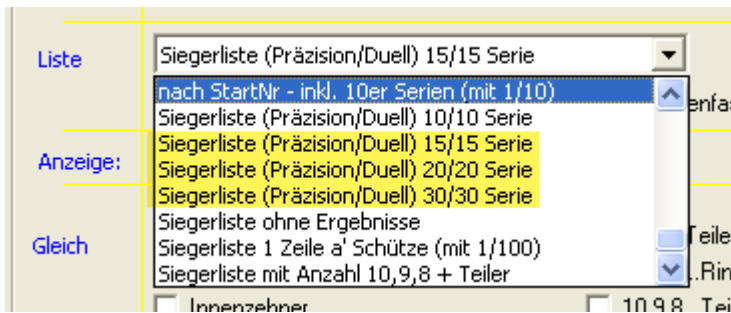 Liste
Siegerliste (Präzision/Duell) 15/15 Serie
nach StartNr - inkl. 10er Serien (mit 1/10)
Siegerliste (Präzision/Duell) 10/10 Serie
Siegerliste (Präzision/Duell) 15/15 Serie
Anzeige:
Siegerliste (Präzision/Duell) 20/20 Serie
Siegerliste (Präzision/Duell) 30/30 Serie
Siegerliste ohne Ergebnisse
Gleich
Siegerliste 1 Zeile a' Schütze (mit 1/100)
Siegerliste mit Anzahl 10,9,8 + Teiler
Innenzehner